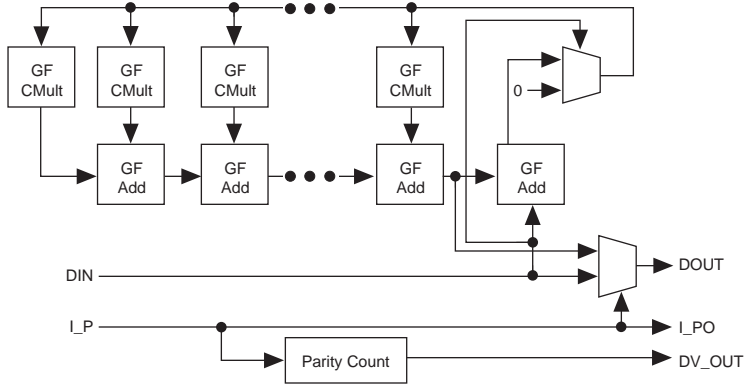 GF
CMult
GF
CMult
GF
CMult
GF
CMult
0
GF
Add
GF
Add
GF
Add
GF
Add
DIN
DOUT
I_P
I_PO
Parity Count
DV_OUT